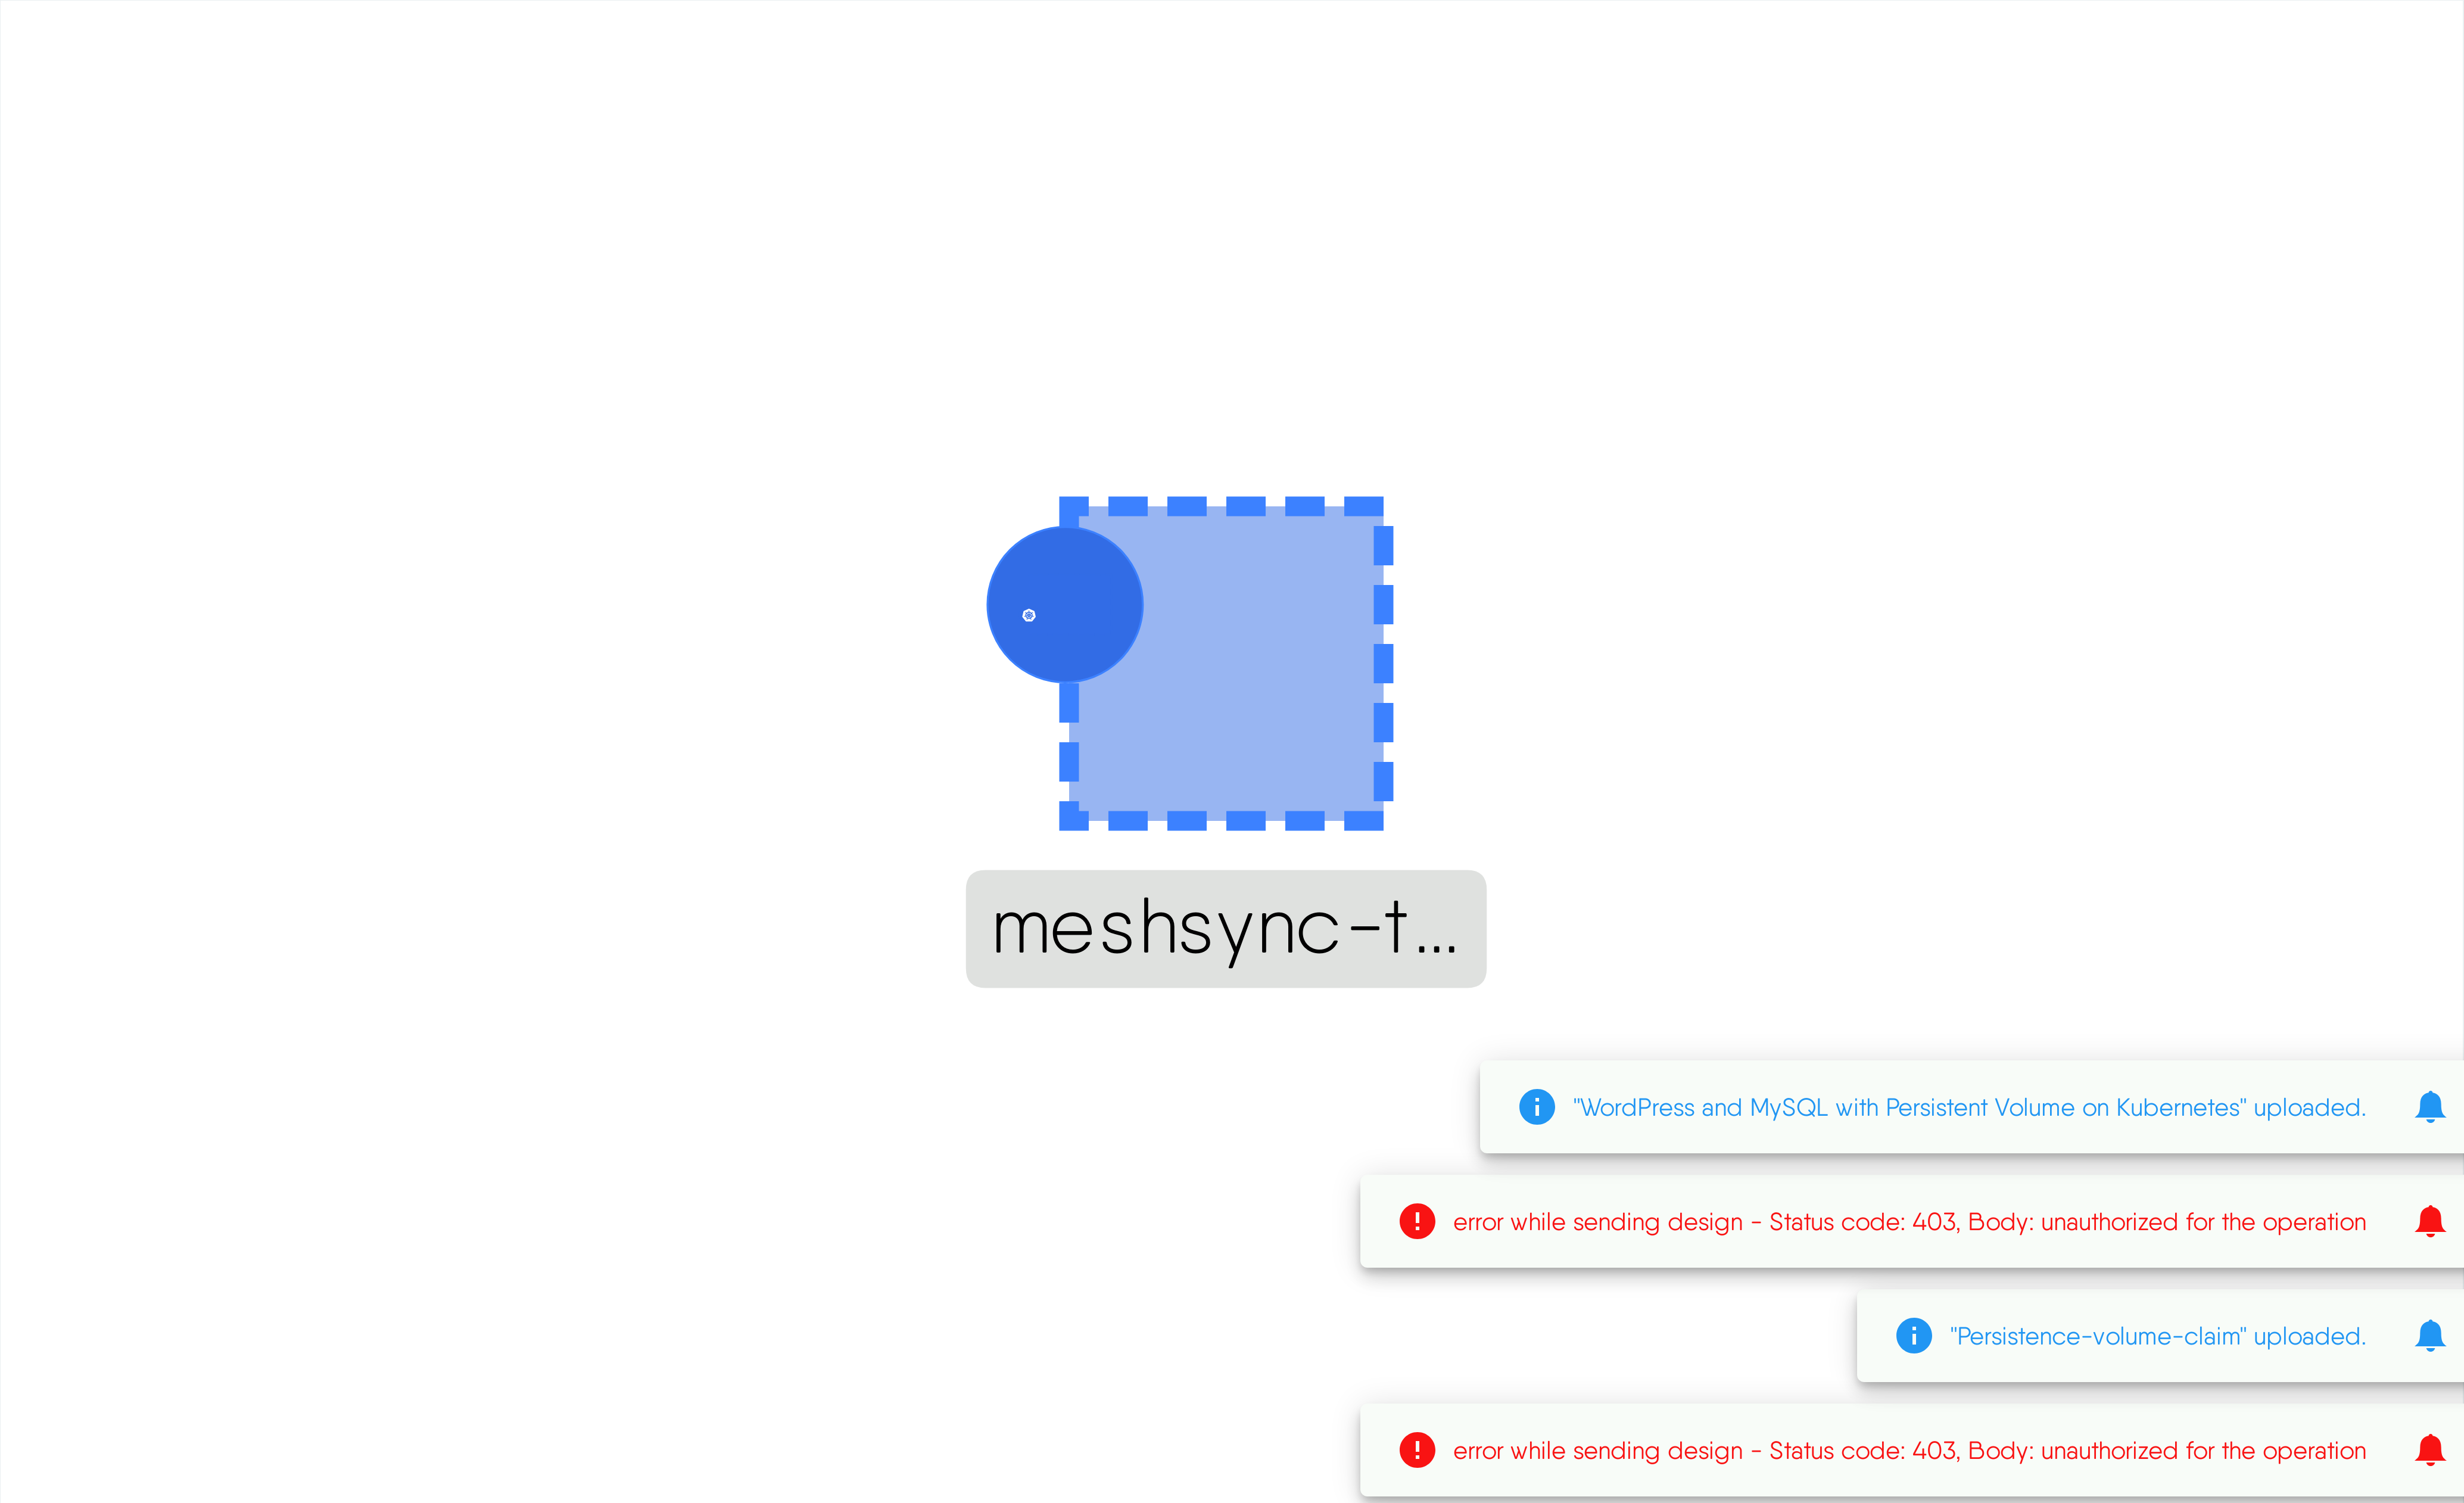 meshsync-t...
"WordPress and MySQL with Persistent Volume on Kubernetes" uploaded.
error while sending design - Status code: 403, Body: unauthorized for the operation
"Persistence-volume-claim" uploaded.
error while sending design - Status code: 403, Body: unauthorized for the operation